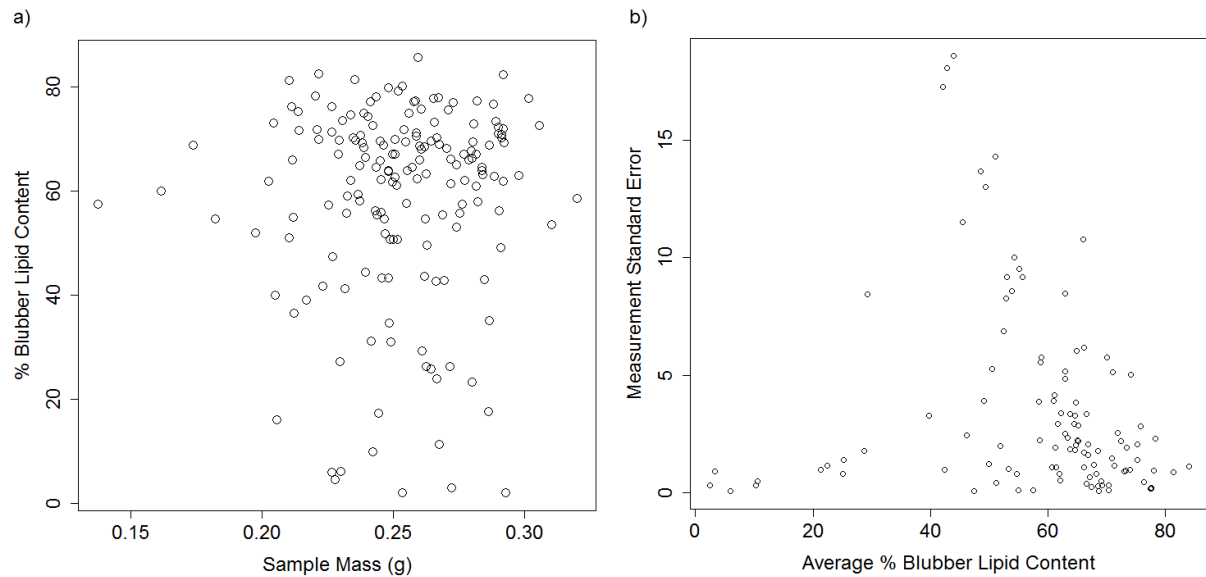 a)
% Blubber Lipid Content
80
60
40
20
0
0.15 0.20 0.25 0.30
Sample Mass (g)
b)
Measurement Standard Error
15
10
5
0
0 20 40 60 80
Average % Blubber Lipid Content